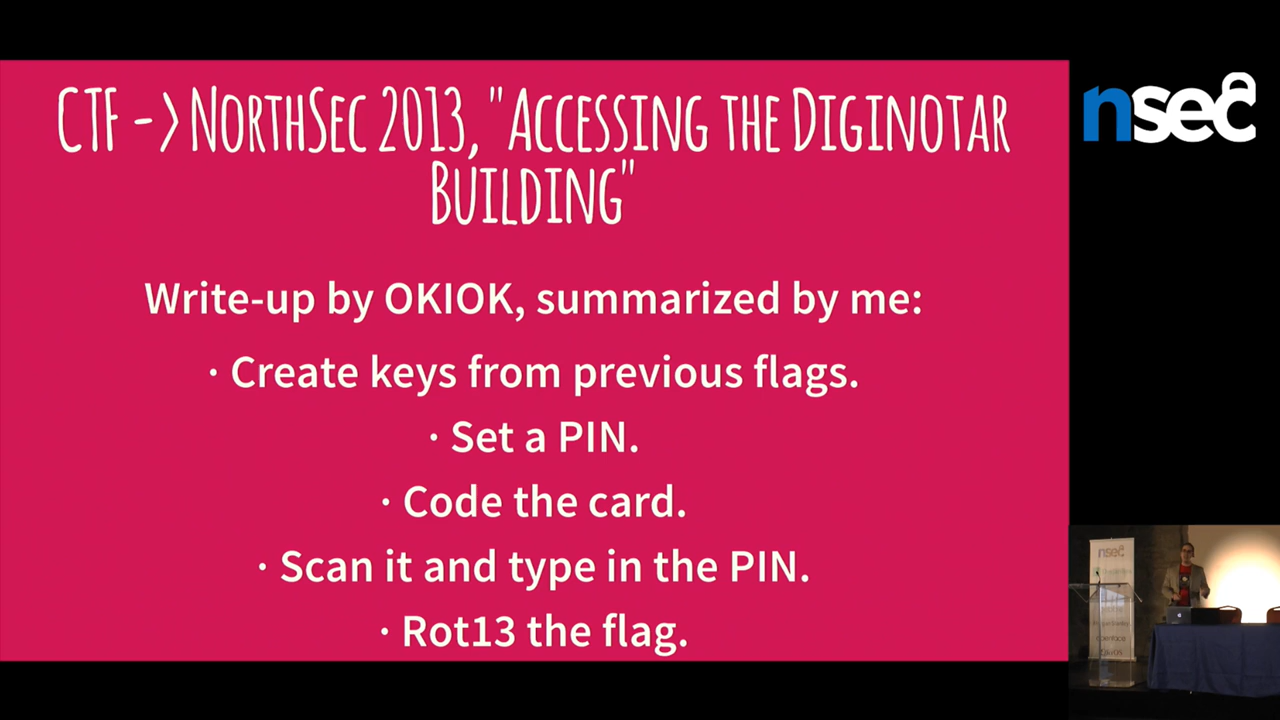 CTF -> NorthSec 2013, "Accessing the Diginotar
Building"
nsec
Write-up by OKIOK, summarized by me:
· Create keys from previous flags.
· Set a PIN.
· Code the card.
· Scan it and type in the PIN.
· Rot13 the flag.
nsec